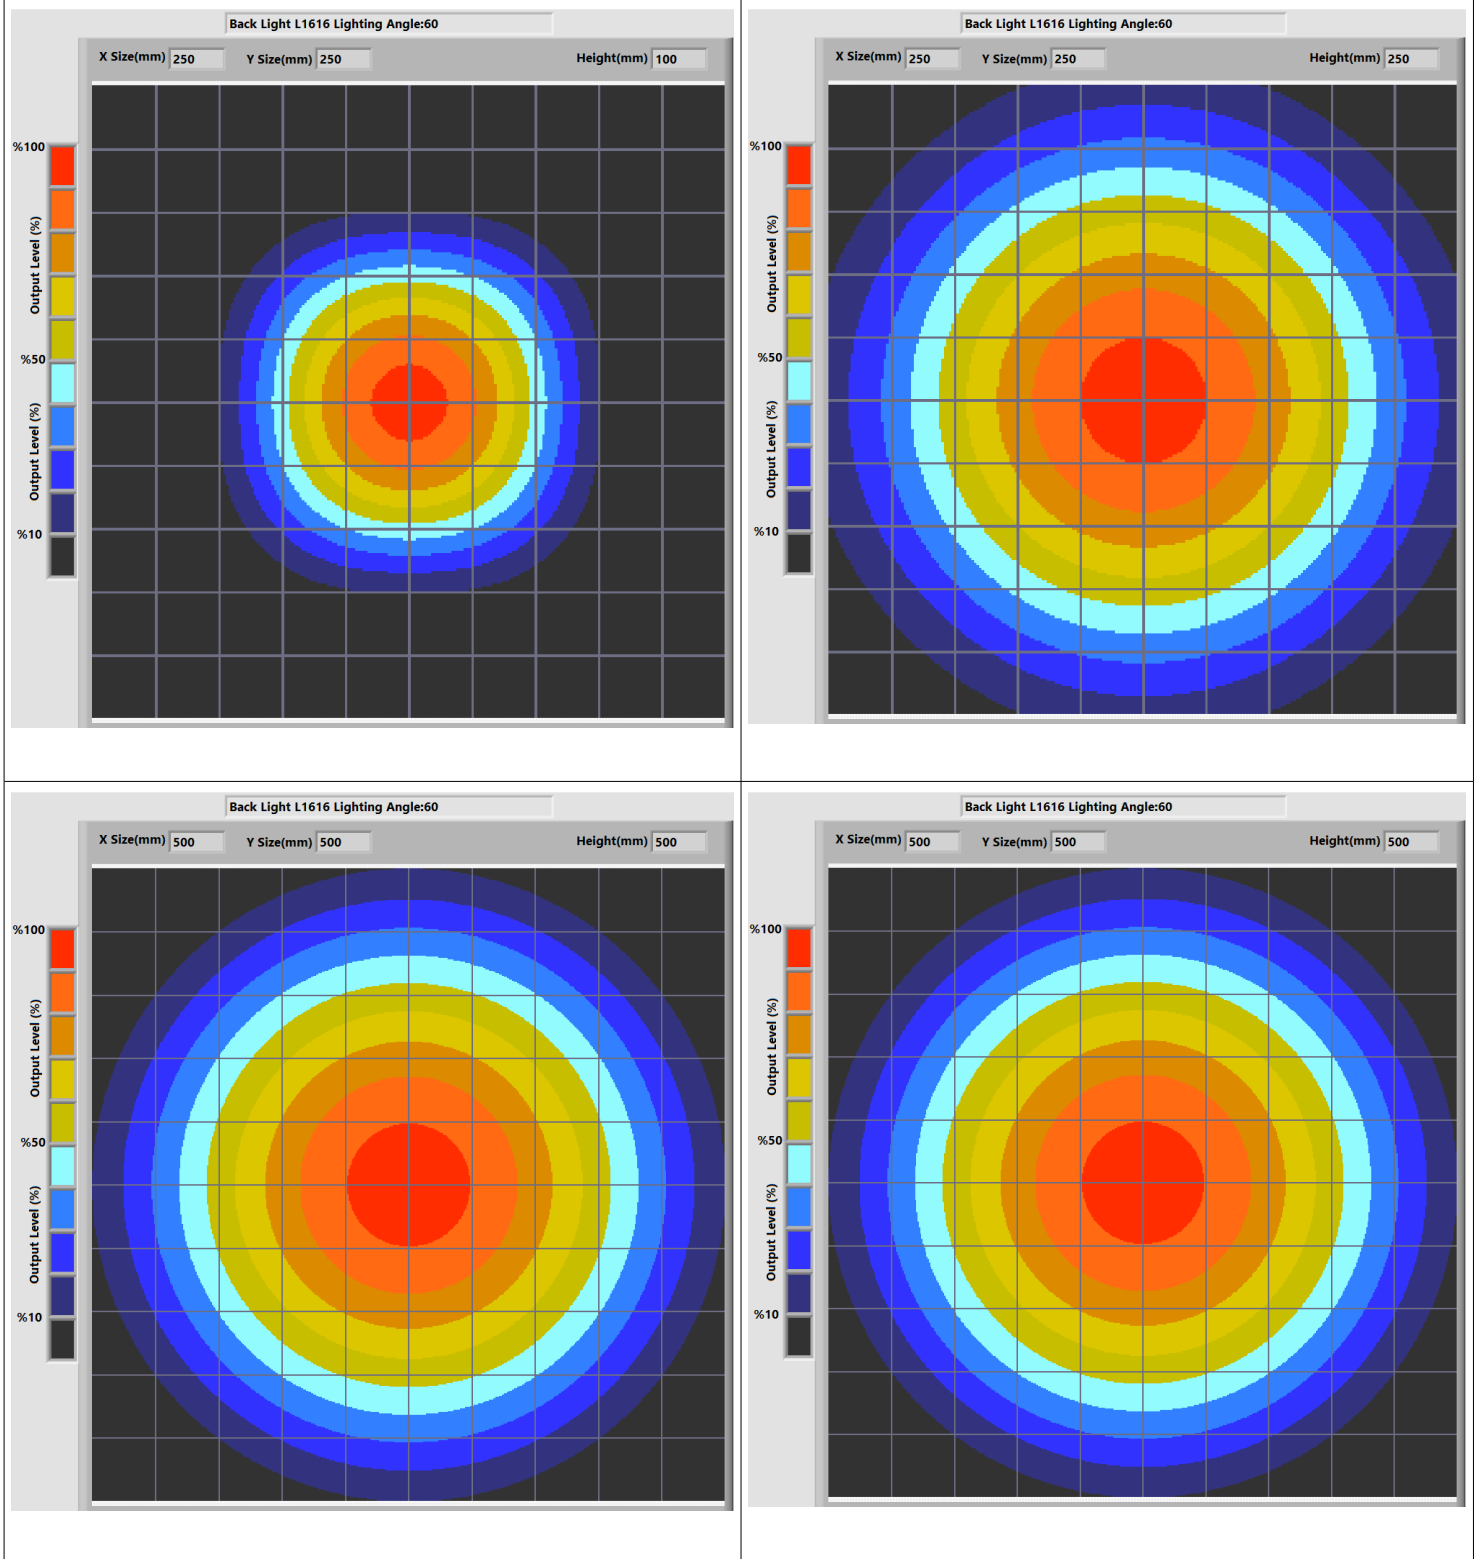 Back Light L1616 Lighting Angle:60
X Size(mm) 250 Y Size(mm) 250 Height(mm) 100
%100
Output Level (%)
%50
Output Level (%)
%10
Back Light L1616 Lighting Angle:60
X Size(mm) 250 Y Size(mm) 250 Height(mm) 250
%100
Output Level (%)
%50
Output Level (%)
%10
Back Light L1616 Lighting Angle:60
X Size(mm) 500 Y Size(mm) 500 Height(mm) 500
%100
Output Level (%)
%50
Output Level (%)
%10
Back Light L1616 Lighting Angle:60
X Size(mm) 500 Y Size(mm) 500 Height(mm) 500
%100
Output Level (%)
%50
Output Level (%)
%10